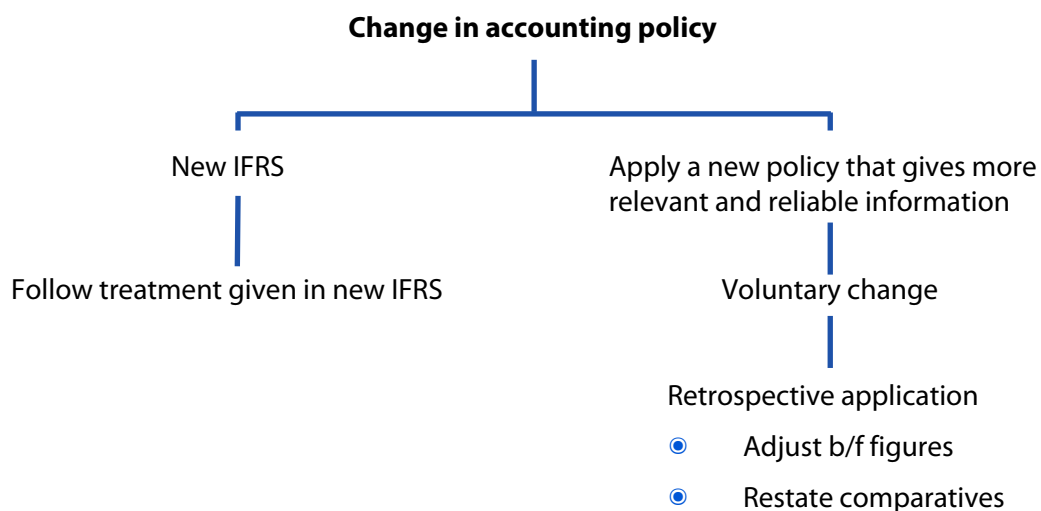 Change in accounting policy
New IFRS
Apply a new policy that gives more
relevant and reliable information
Follow treatment given in new IFRS
Voluntary change
Retrospective application
Adjust b/f figures
Restate comparatives